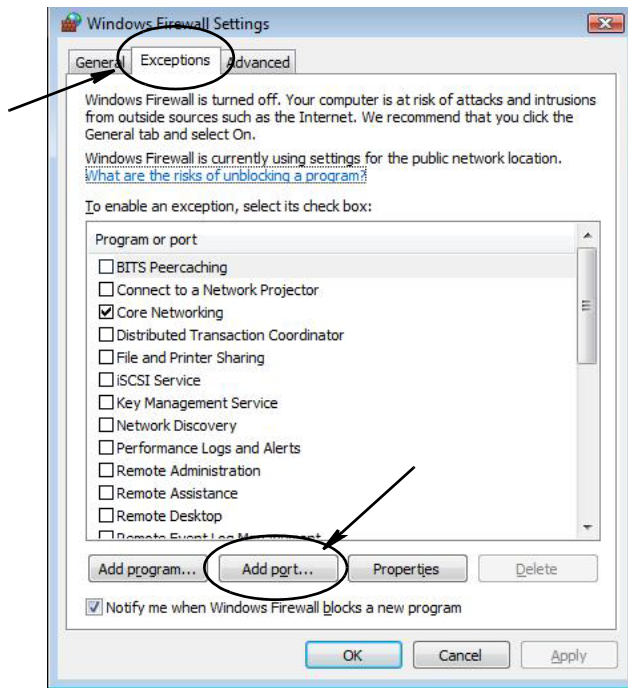 Windows Firewall Settings
General Exceptions Advanced
Windows Firewall is turned off. Your computer is at risk of attacks and intrusions
from outside sources such as the Internet. We recommend that you click the
General tab and select On.
Windows Firewall is currently using settings for the public network location.
What are the risks of unblocking a program?
To enable an exception, select its check box:
Program or port
BITS Peercaching
Connect to a Network Projector
Core Networking
Distributed Transaction Coordinator
File and Printer Sharing
iSCSI Service
Key Management Service
Network Discovery
Performance Logs and Alerts
Remote Administration
Remote Assistance
Remote Desktop
Remote Event Log Management
Add program... Add port... Properties Delete
Notify me when Windows Firewall blocks a new program
OK Cancel Apply